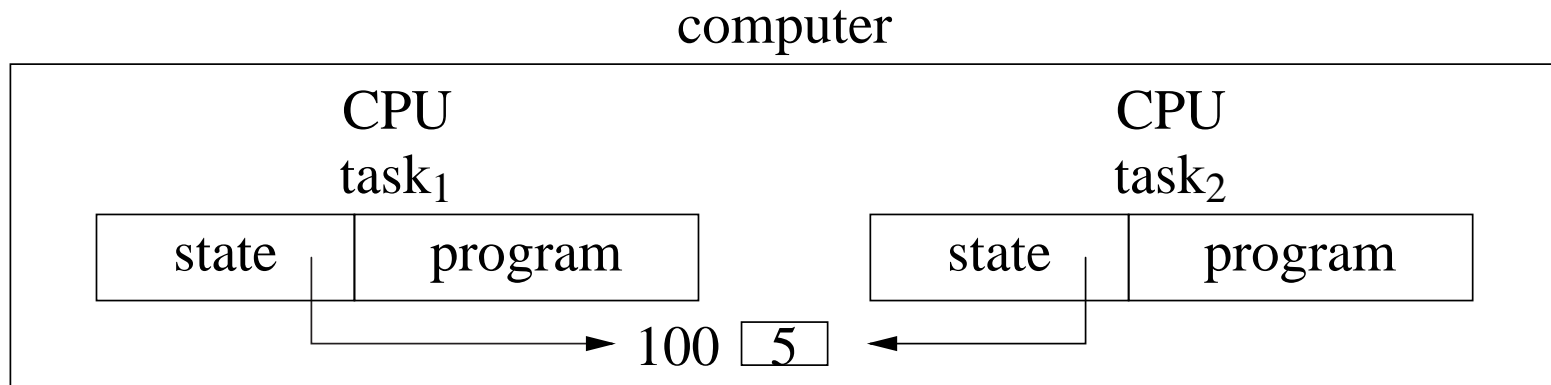 computer
CPU CPU
task₁ task₂
state program state program
100 5